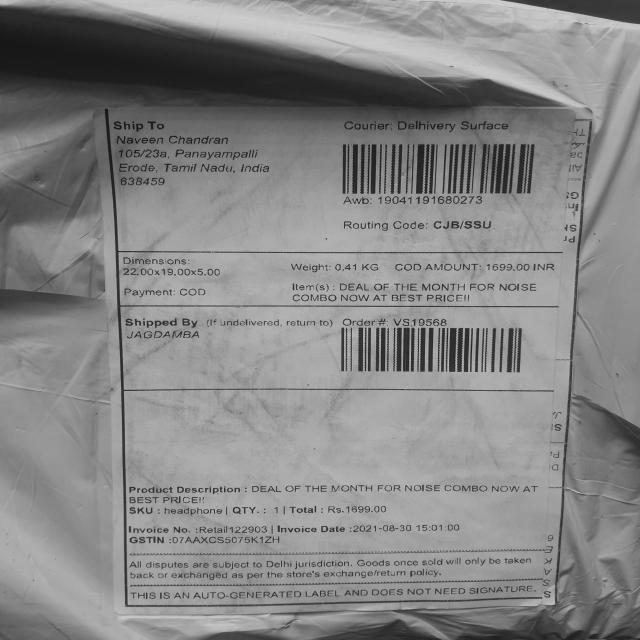 Ship To
Naveen Chandran
105/23a, Panayampalli
Erode, Tamil Nadu, India
638459
Courier: Delhivery Surface
Awb: 19041191680273
Routing Code: CJB/SSU
Dimensions:
22.00x19.00x5.00
Payment: COD
Weight: 0.41 KG COD AMOUNT: 1699.00 INR
Item(s) : DEAL OF THE MONTH FOR NOISE
COMBO NOW AT BEST PRICE!!
Shipped By (If undelivered, return to)
JAGDAMBA
Order #: VS19568
Product Description : DEAL OF THE MONTH FOR NOISE COMBO NOW AT
BEST PRICE!!
SKU : headphone | QTY. : 1 | Total : Rs.1699.00
Invoice No. :Retail122903 | Invoice Date :2021-08-30 15:01:00
GSTIN :07AAXCS5075K1ZH
All disputes are subject to Delhi jurisdiction. Goods once sold will only be taken
back or exchanged as per the store's exchange/return policy.
THIS IS AN AUTO-GENERATED LABEL AND DOES NOT NEED SIGNATURE.